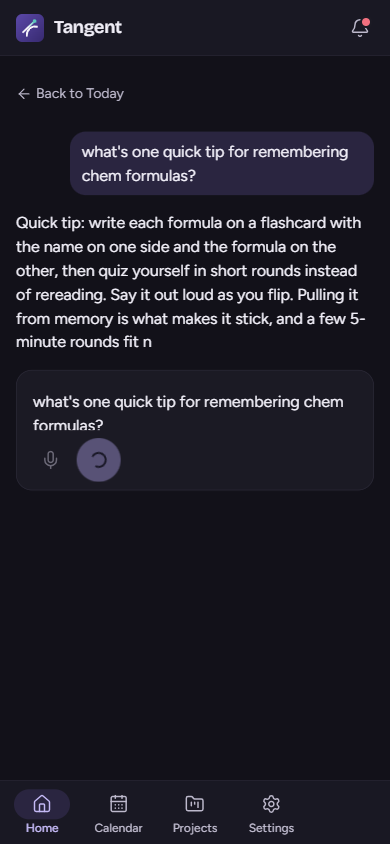 Tangent
Back to Today
what's one quick tip for remembering
chem formulas?
Quick tip: write each formula on a flashcard with
the name on one side and the formula on the
other, then quiz yourself in short rounds instead
of rereading. Say it out loud as you flip. Pulling it
from memory is what makes it stick, and a few 5-
minute rounds fit n
what's one quick tip for remembering chem
formulas?
Home
Calendar
Projects
Settings